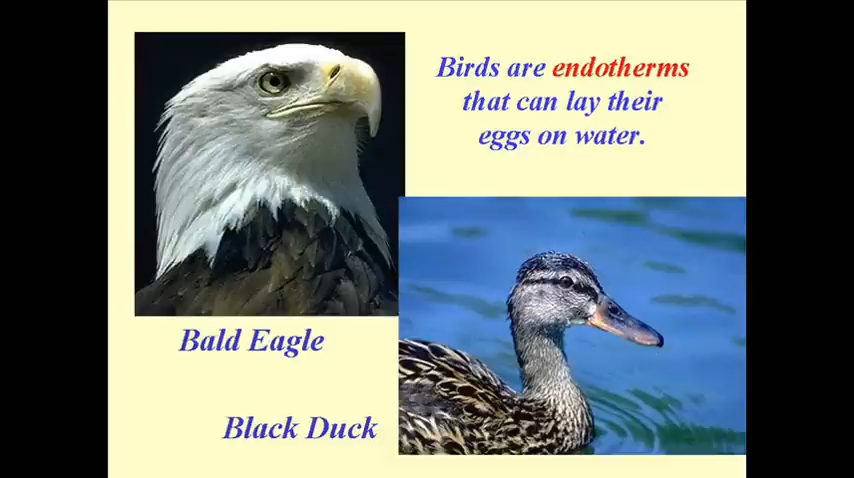 Birds are endotherms
that can lay their
eggs on water.
Bald Eagle
Black Duck